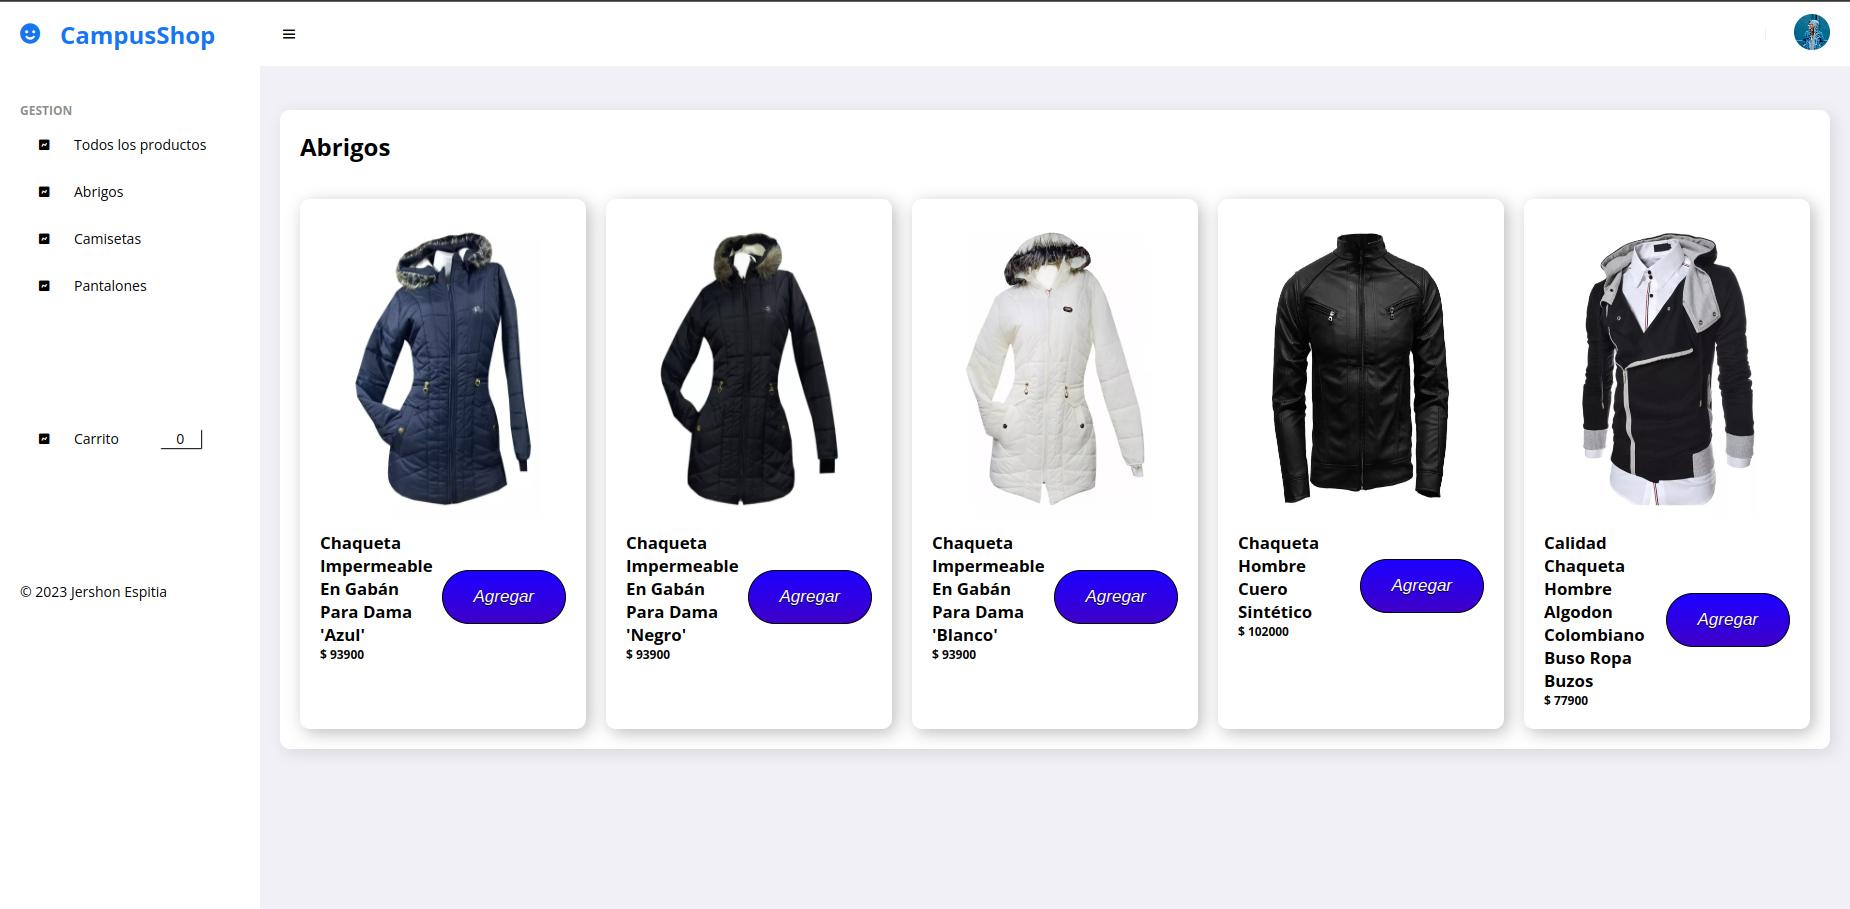 CampusShop
GESTION
Todos los productos
Abrigos
Camisetas
Pantalones
Carrito 0
© 2023 Jershon Espitia
Abrigos
Chaqueta
Impermeable
En Gabán
Para Dama
'Azul'
$ 93900
Agregar
Chaqueta
Impermeable
En Gabán
Para Dama
'Negro'
$ 93900
Agregar
Chaqueta
Impermeable
En Gabán
Para Dama
'Blanco'
$ 93900
Agregar
Chaqueta
Hombre
Cuero
Sintético
$ 102000
Agregar
Calidad
Chaqueta
Hombre
Algodon
Colombiano
Buso Ropa
Buzos
$ 77900
Agregar